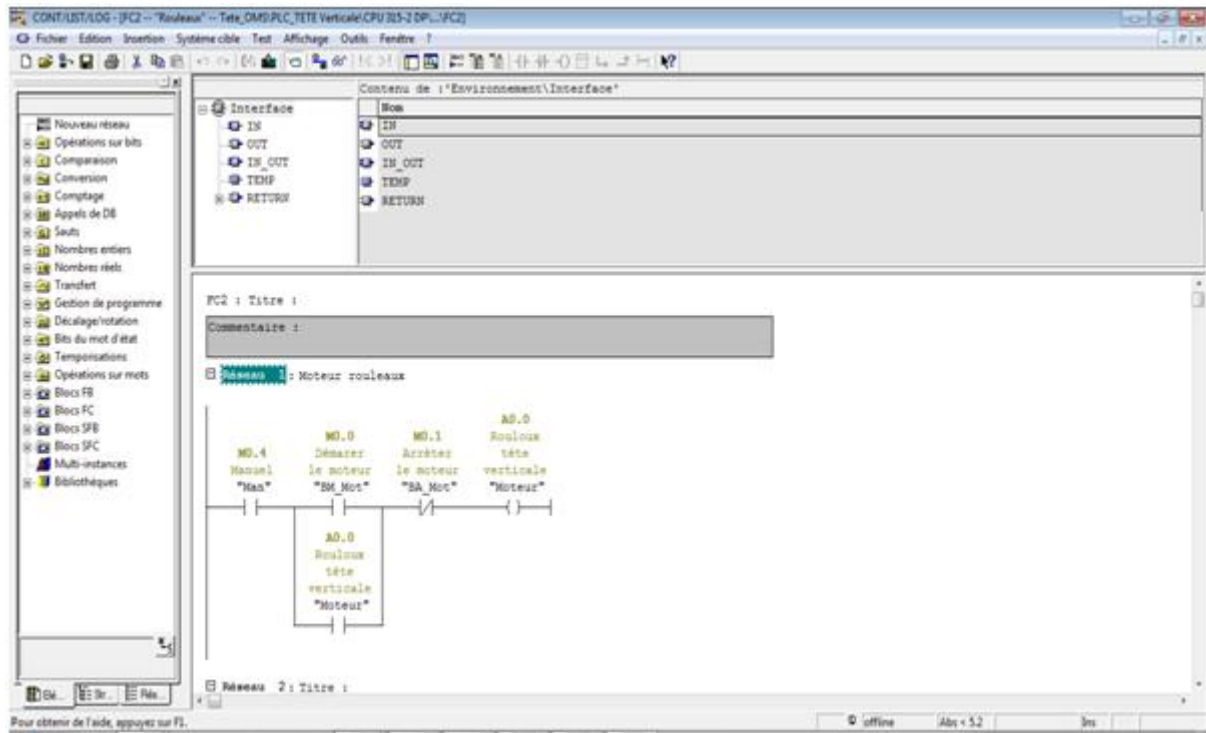 CONT/LIST/LOG - [FC2 -- "Rouleau" -- Tete_OMS\PLC_TETE Verticale\CPU 315-2 DP\...\FC2]
Fichier Edition Insertion Système cible Test Affichage Outils Fenêtre ?
Contenu de :'Environnement\Interface'
Interface
IN
OUT
IN_OUT
TEMP
RETURN
Nom
IN
OUT
IN_OUT
TEMP
RETURN
Nouveau réseau
Opérations sur bits
Comparaison
Conversion
Comptage
Appels de DB
Sauts
Nombres entiers
Nombres réels
Transfert
Gestion de programme
Décalage/rotation
Bits du mot d'état
Temporisations
Opérations sur mots
Blocs FB
Blocs FC
Blocs SFB
Blocs SFC
Multi-instances
Bibliothèques
FC2 : Titre :
Commentaire :
Réseau 1 : Moteur rouleaux
M0.4
Manuel
"Man"
M0.0
Démarer
le moteur
"BM_Mot"
M0.1
Arrêter
le moteur
"BA_Mot"
A0.0
Rouloux
tête
verticale
"Moteur"
A0.0
Rouloux
tête
verticale
"Moteur"
Réseau 2 : Titre :
Elé... Str... Rés...
Pour obtenir de l'aide, appuyez sur F1.
offline
Abs < 5.2
Ins